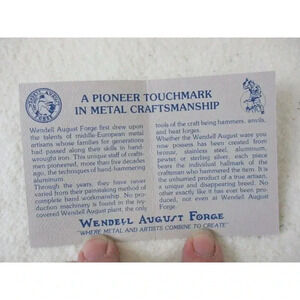 A PIONEER TOUCHMARK
IN METAL CRAFTSMANSHIP
Wendell August Forge first drew upon
the talents of middle-European metal
artisans whose families for generations
had passed along their skills in hand-
wrought iron. This unique staff of crafts-
men pioneered, more than five decades
ago, the techniques of hand-hammering
aluminum.
Through the years, they have never
varied from their painstaking method of
complete hand workmanship. No pro-
duction machinery is found in the ivy-
covered Wendell August plant, the only
tools of the craft being hammers, anvils,
and heat forges.
Whether the Wendell August ware you
now possess has been created from
bronze, stainless steel, aluminum,
pewter or sterling silver, each piece
bears the individual hallmark of the
craftsman who hammered the item. It is
the unhurried product of a true artisan,
a unique and disappearing breed. No
other exactly like it has ever been pro-
duced, not even at Wendell August
Forge.
WENDELL AUGUST FORGE
"WHERE METAL AND ARTISTS COMBINE TO CREATE"